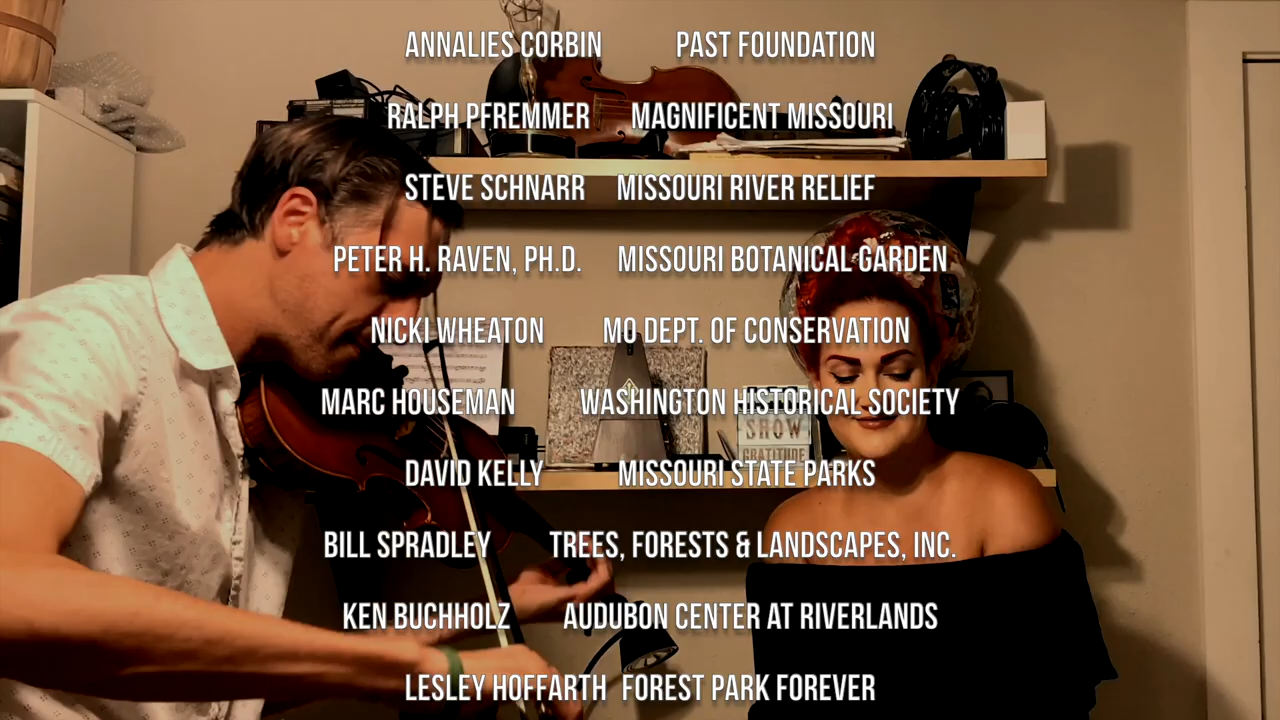 ANNALIES CORBIN PAST FOUNDATION
RALPH PFREMMER MAGNIFICENT MISSOURI
STEVE SCHNARR MISSOURI RIVER RELIEF
PETER H. RAVEN, PH.D. MISSOURI BOTANICAL GARDEN
NICKI WHEATON MO DEPT. OF CONSERVATION
MARC HOUSEMAN WASHINGTON HISTORICAL SOCIETY
SHOW
GRATITUDE
DAVID KELLY MISSOURI STATE PARKS
BILL SPRADLEY TREES, FORESTS & LANDSCAPES, INC.
KEN BUCHHOLZ AUDUBON CENTER AT RIVERLANDS
LESLEY HOFFARTH FOREST PARK FOREVER